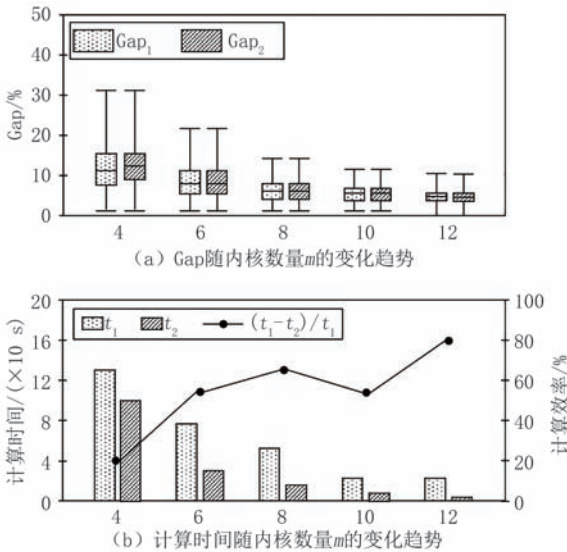 50
40
30
20
10
0
Gap/%
Gap₁ Gap₂
4 6 8 10 12
(a) Gap随内核数量m的变化趋势
20
16
12
8
4
0
计算时间/(×10 s)
t₁ t₂ (t₁-t₂)/t₁
100
80
60
40
20
0
计算效率/%
4 6 8 10 12
(b) 计算时间随内核数量m的变化趋势